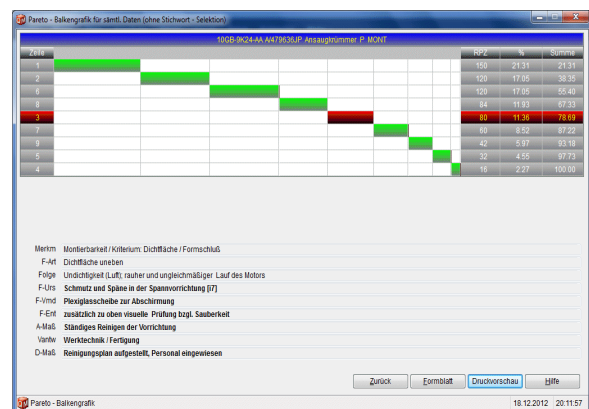 Pareto - Balkengrafik für sämtl. Daten (ohne Stichwort - Selektion)
10GB-9K24-AA A/479635JP Ansaugkrümmer P MONT
Zeile RPZ % Summe
1 150 21.31 21.31
2 120 17.05 38.35
6 120 17.05 55.40
8 84 11.93 67.33
3 80 11.36 78.69
7 60 8.52 87.22
9 42 5.97 93.18
5 32 4.55 97.73
4 16 2.27 100.00
Merkm Montierbarkeit / Kriterium: Dichtfläche / Formschluß
F-Art Dichtfläche uneben
Folge Undichtigkeit (Luft); rauher und ungleichmäßiger Lauf des Motors
F-Urs Schmutz und Späne in der Spannvorrichtung [i7]
F-Vmd Plexiglasscheibe zur Abschirmung
F-Ent zusätzlich zu oben visuelle Prüfung bzgl. Sauberkeit
A-Maß Ständiges Reinigen der Vorrichtung
Vantw Werktechnik / Fertigung
D-Maß Reinigungsplan aufgestellt, Personal eingewiesen
Zurück Formblatt Druckvorschau Hilfe
Pareto - Balkengrafik 18.12.2012 20:11:57